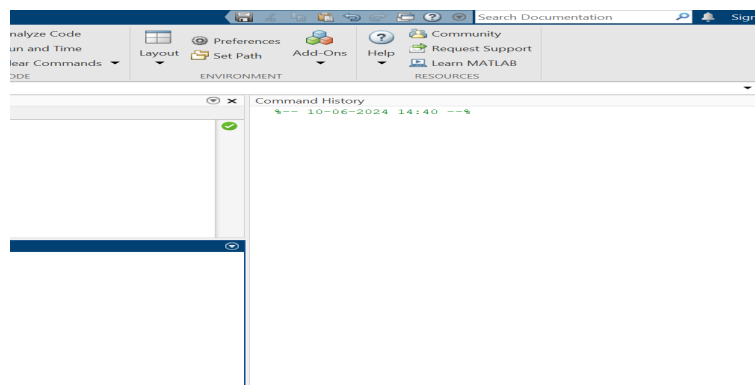 Search Documentation
Sign
nalyze Code
un and Time
lear Commands
ODE
Layout
Preferences
Set Path
Add-Ons
ENVIRONMENT
Help
Community
Request Support
Learn MATLAB
RESOURCES
Command History
%-- 10-06-2024 14:40 --%